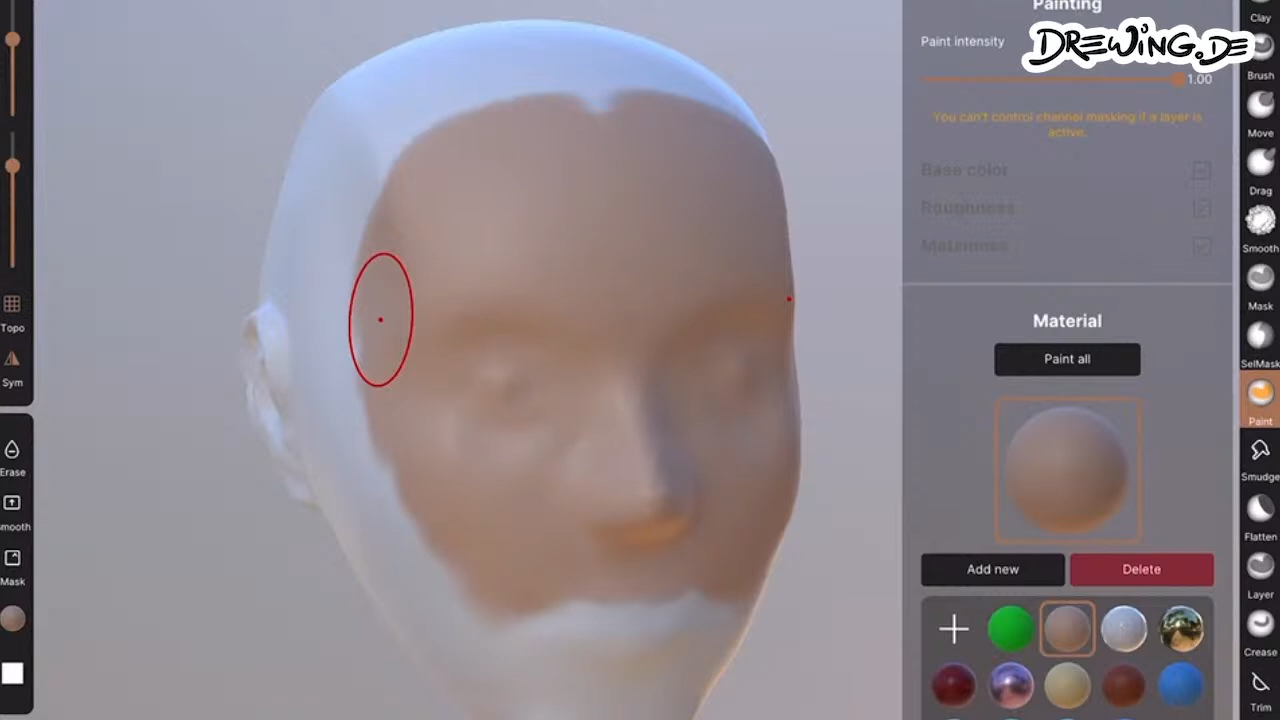 Painting
DREWING.DE
Paint intensity
1.00
You can't control channel masking if a layer is
active.
Base color
Roughness
Metalness
Material
Paint all
Add new
Delete
Topo
Sym
Erase
mooth
Mask
Clay
Brush
Move
Drag
Smooth
Mask
SelMask
Paint
Smudge
Flatten
Layer
Crease
Trim